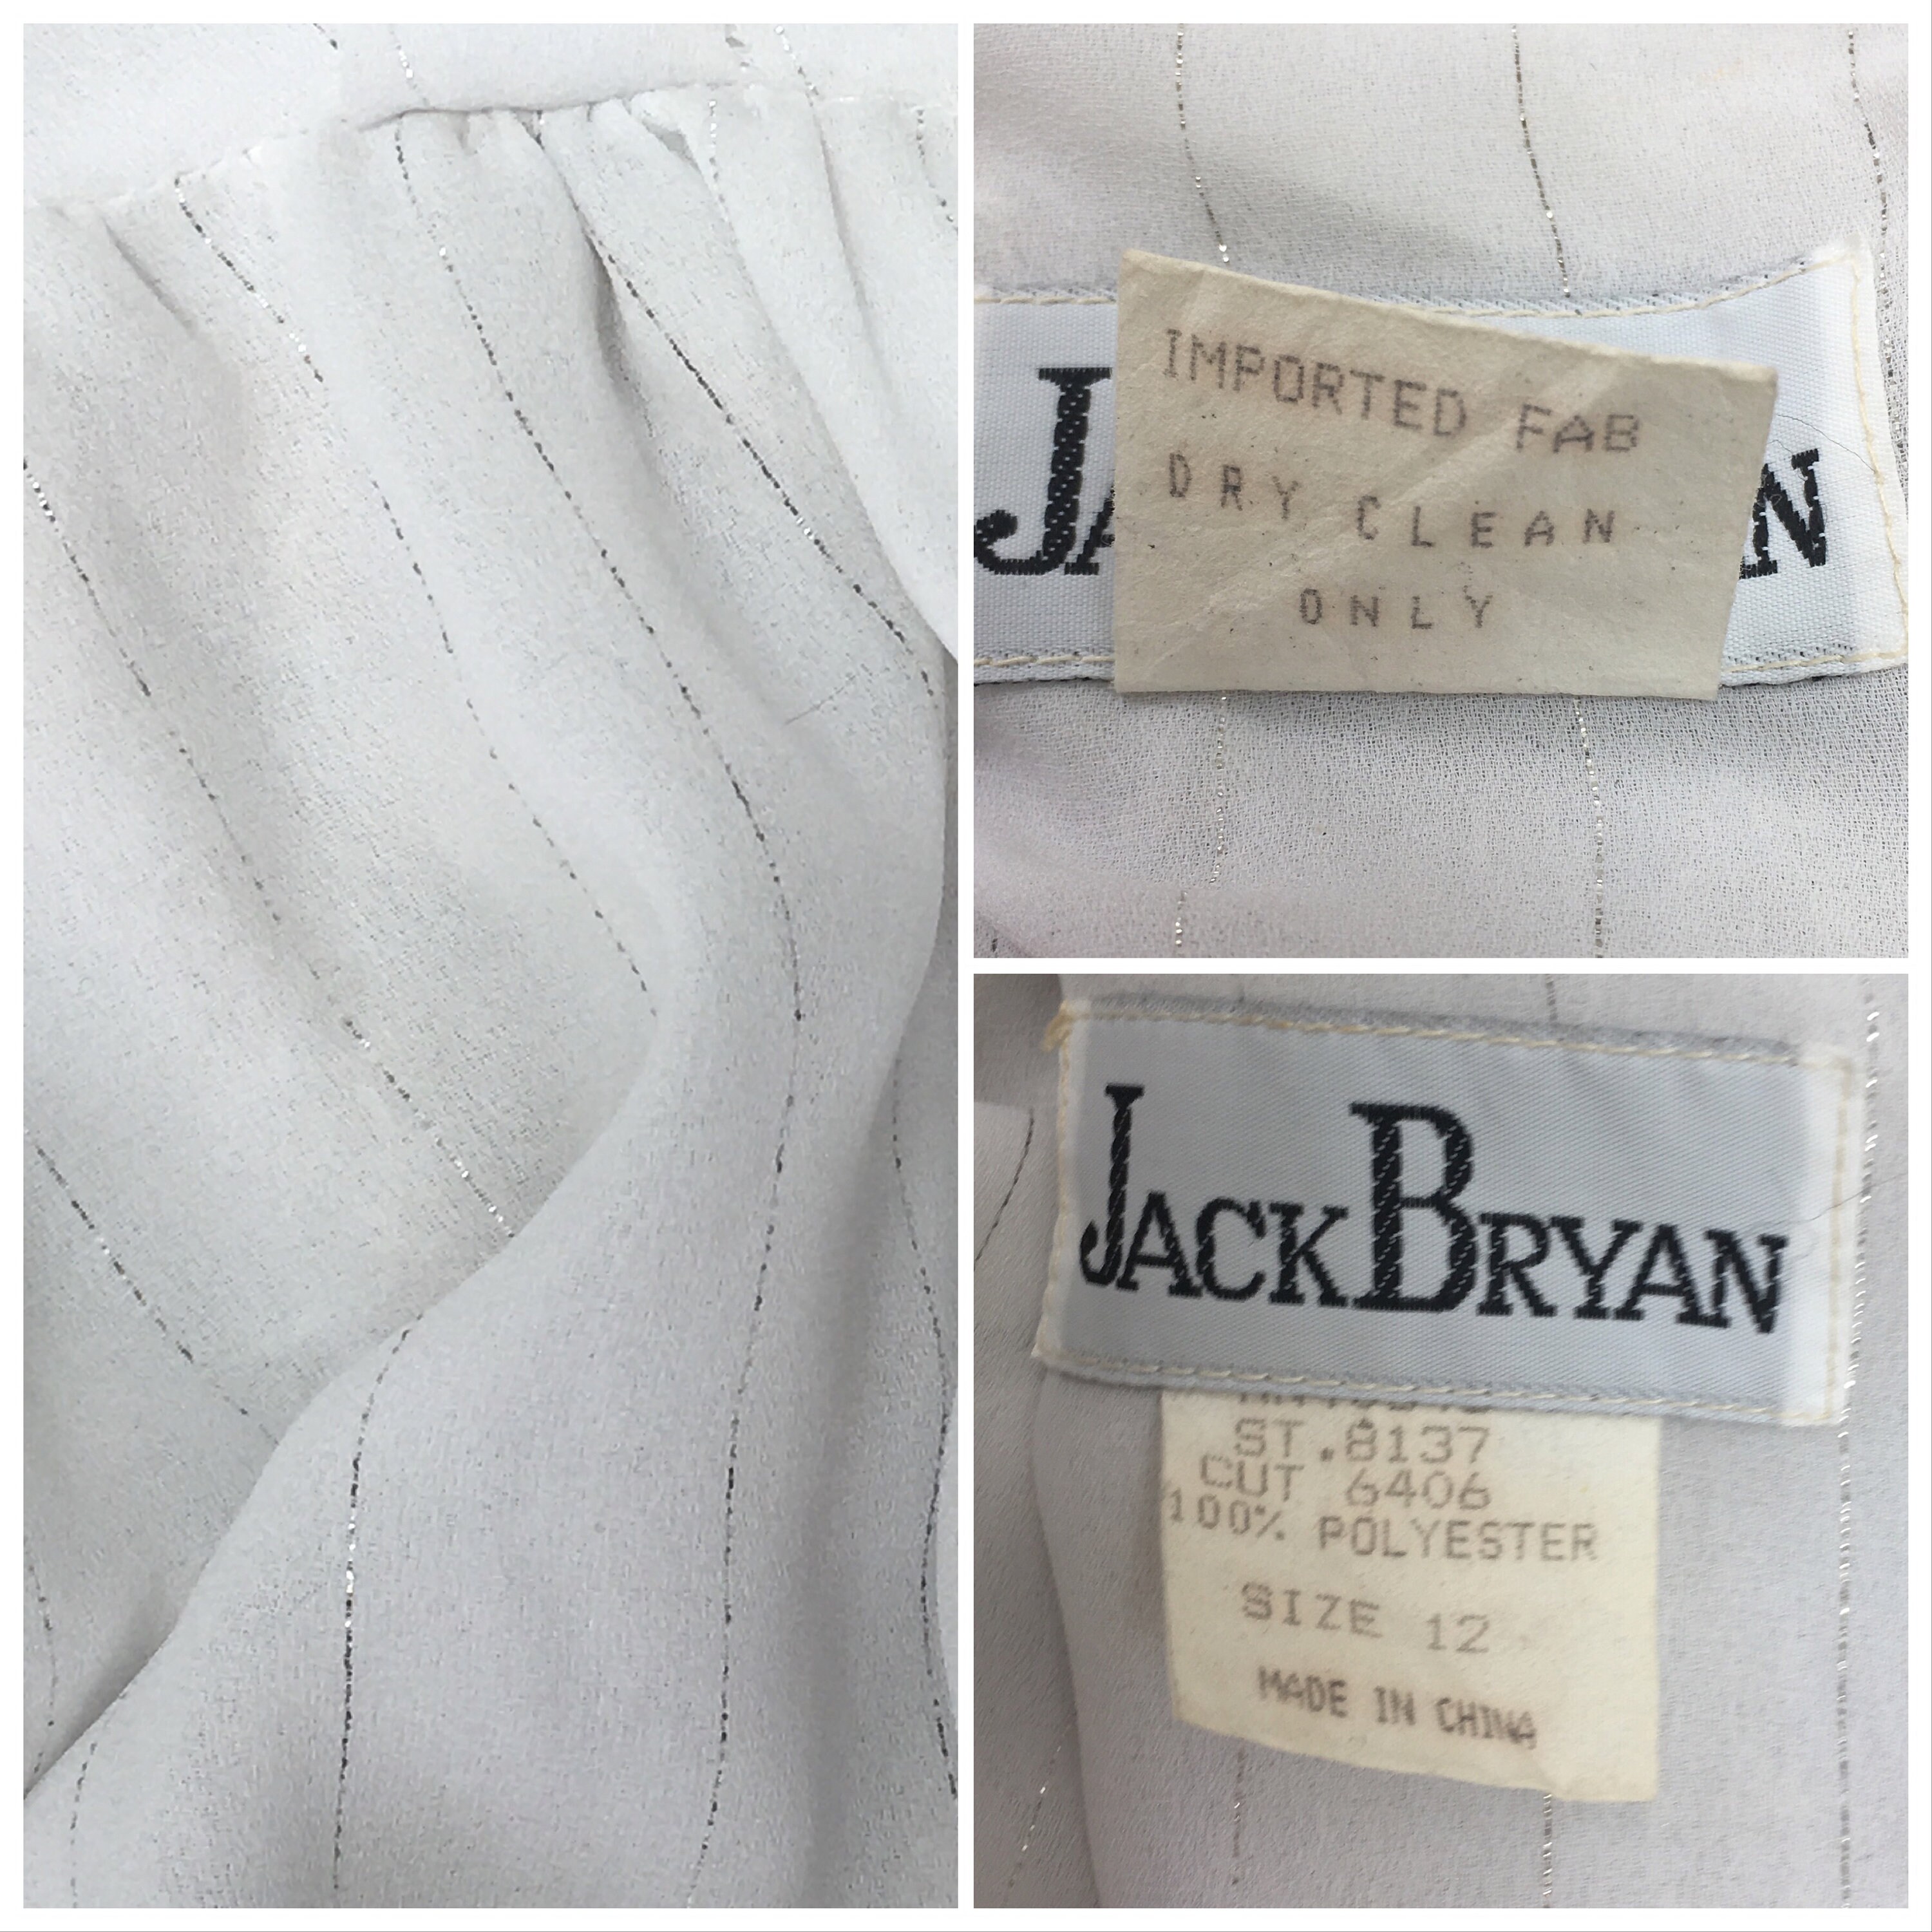 IMPORTED FAB
DRY CLEAN
ONLY
JACKBRYAN
ST.8137
CUT 6406
100% POLYESTER
SIZE 12
MADE IN CHINA